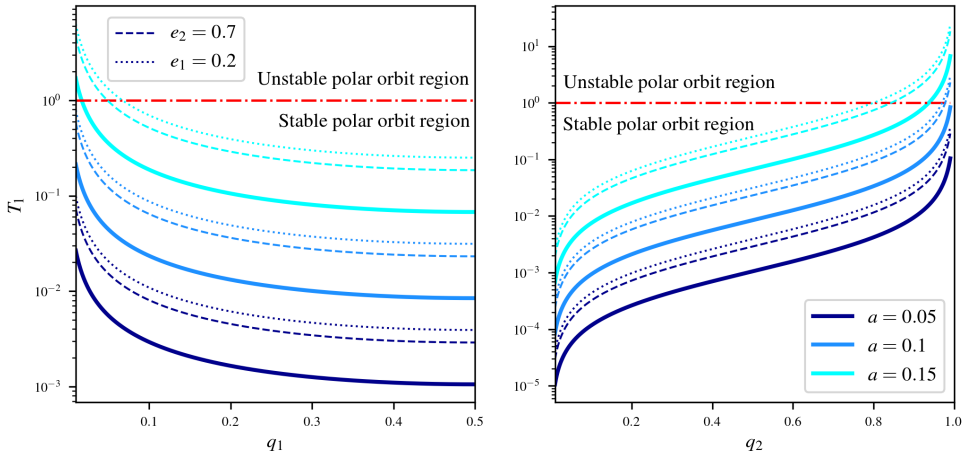 e₂ = 0.7
e₁ = 0.2
Unstable polar orbit region
Stable polar orbit region
10⁰
10⁻¹
10⁻²
10⁻³
T₁
0.1
0.2
0.3
0.4
0.5
q₁
Unstable polar orbit region
Stable polar orbit region
10¹
10⁰
10⁻¹
10⁻²
10⁻³
10⁻⁴
10⁻⁵
a = 0.05
a = 0.1
a = 0.15
0.2
0.4
0.6
0.8
1.0
q₂